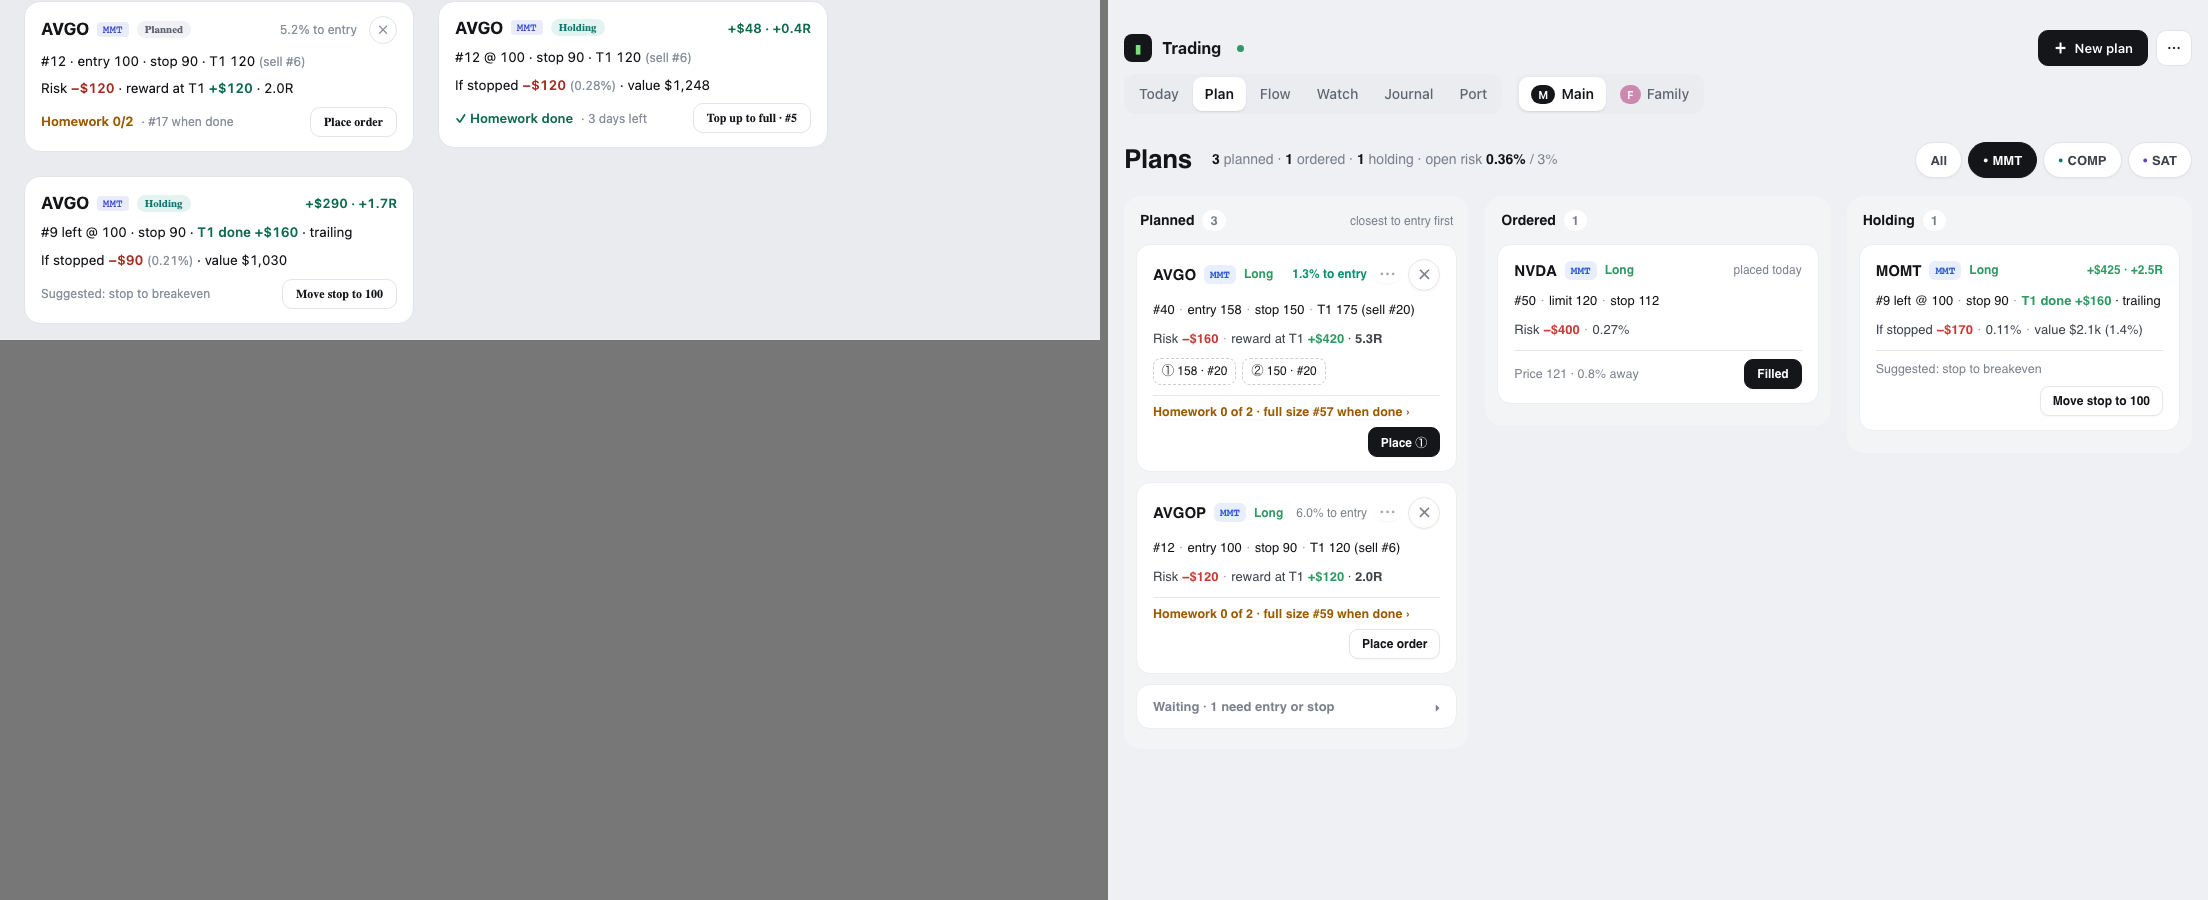 AVGO MMT Planned 5.2% to entry ✕
#12 · entry 100 · stop 90 · T1 120 (sell #6)
Risk −$120 · reward at T1 +$120 · 2.0R
Homework 0/2 · #17 when done Place order
AVGO MMT Holding +$48 · +0.4R
#12 @ 100 · stop 90 · T1 120 (sell #6)
If stopped −$120 (0.28%) · value $1,248
✓ Homework done · 3 days left Top up to full · #5
AVGO MMT Holding +$290 · +1.7R
#9 left @ 100 · stop 90 · T1 done +$160 · trailing
If stopped −$90 (0.21%) · value $1,030
Suggested: stop to breakeven Move stop to 100
Trading
+ New plan ···
Today Plan Flow Watch Journal Port M Main F Family
Plans 3 planned · 1 ordered · 1 holding · open risk 0.36% / 3%
All • MMT • COMP • SAT
Planned 3 closest to entry first
AVGO MMT Long 1.3% to entry ··· ✕
#40 · entry 158 · stop 150 · T1 175 (sell #20)
Risk −$160 · reward at T1 +$420 · 5.3R
① 158 · #20 ② 150 · #20
Homework 0 of 2 · full size #57 when done ›
Place ①
AVGOP MMT Long 6.0% to entry ··· ✕
#12 · entry 100 · stop 90 · T1 120 (sell #6)
Risk −$120 · reward at T1 +$120 · 2.0R
Homework 0 of 2 · full size #59 when done ›
Place order
Waiting · 1 need entry or stop ›
Ordered 1
NVDA MMT Long placed today
#50 · limit 120 · stop 112
Risk −$400 · 0.27%
Price 121 · 0.8% away Filled
Holding 1
MOMT MMT Long +$425 · +2.5R
#9 left @ 100 · stop 90 · T1 done +$160 · trailing
If stopped −$170 · 0.11% · value $2.1k (1.4%)
Suggested: stop to breakeven
Move stop to 100